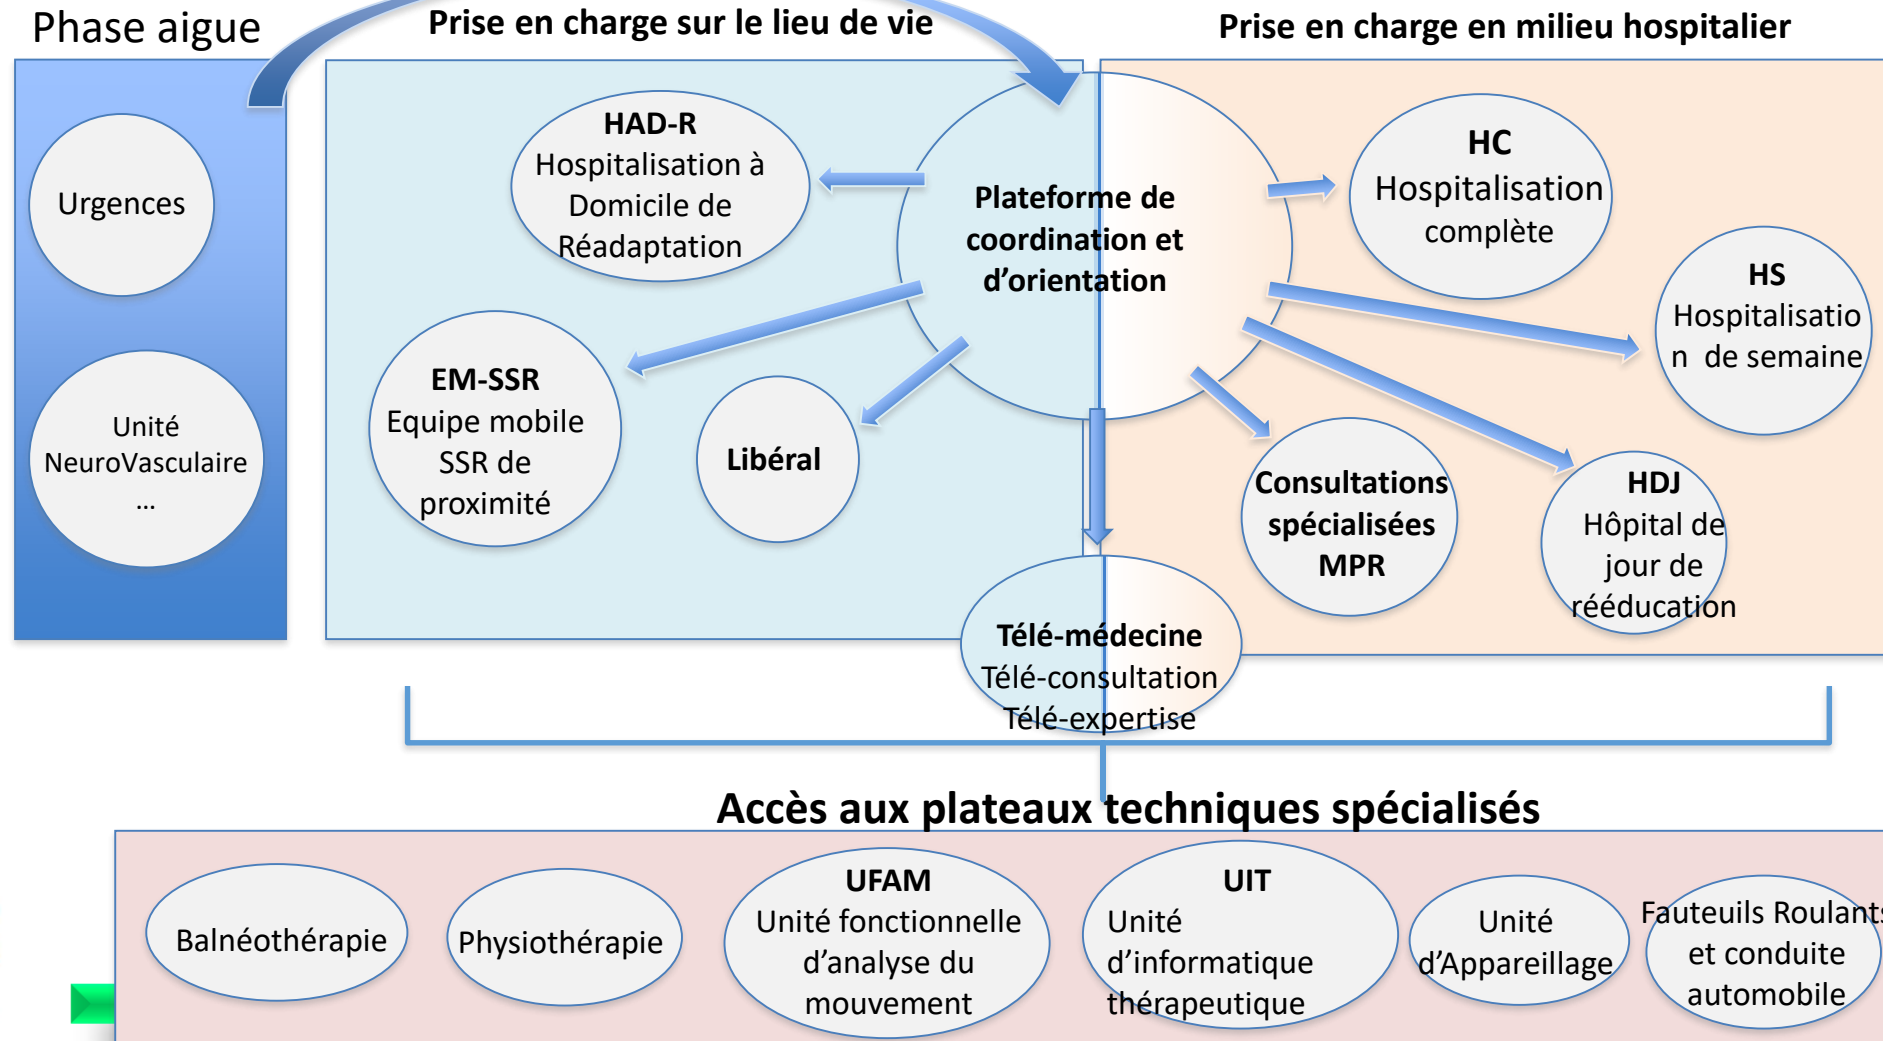 Phase aigue
Prise en charge sur le lieu de vie
Prise en charge en milieu hospitalier
Urgences
Unité
NeuroVasculaire
...
HAD-R
Hospitalisation à
Domicile de
Réadaptation
EM-SSR
Equipe mobile
SSR de
proximité
Libéral
Plateforme de
coordination et
d’orientation
HC
Hospitalisation
complète
HS
Hospitalisatio
n de semaine
Consultations
spécialisées
MPR
HDJ
Hôpital de
jour de
rééducation
Télé-médecine
Télé-consultation
Télé-expertise
Accès aux plateaux techniques spécialisés
Balnéothérapie
Physiothérapie
UFAM
Unité fonctionnelle
d’analyse du
mouvement
UIT
Unité
d’informatique
thérapeutique
Unité
d’Appareillage
Fauteuils Roulants
et conduite
automobile